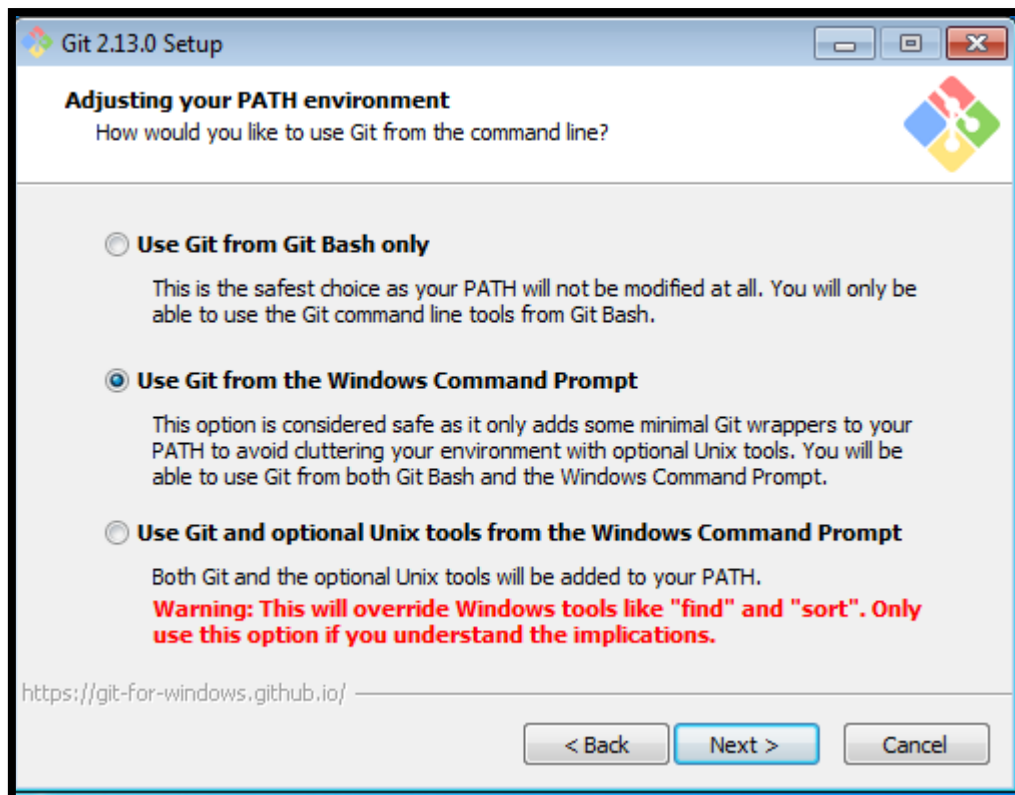 Git 2.13.0 Setup
Adjusting your PATH environment
How would you like to use Git from the command line?
Use Git from Git Bash only
This is the safest choice as your PATH will not be modified at all. You will only be
able to use the Git command line tools from Git Bash.
Use Git from the Windows Command Prompt
This option is considered safe as it only adds some minimal Git wrappers to your
PATH to avoid cluttering your environment with optional Unix tools. You will be
able to use Git from both Git Bash and the Windows Command Prompt.
Use Git and optional Unix tools from the Windows Command Prompt
Both Git and the optional Unix tools will be added to your PATH.
Warning: This will override Windows tools like "find" and "sort". Only
use this option if you understand the implications.
https://git-for-windows.github.io/
< Back Next > Cancel